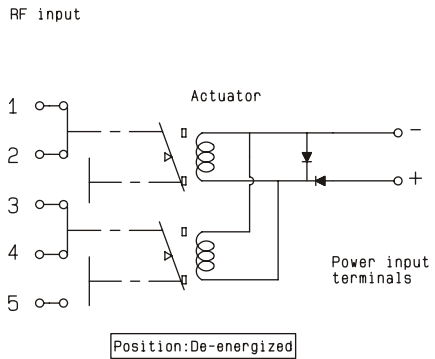 RF input
Actuator
1
2
3
4
5
−
+
Power input
terminals
Position:De-energized